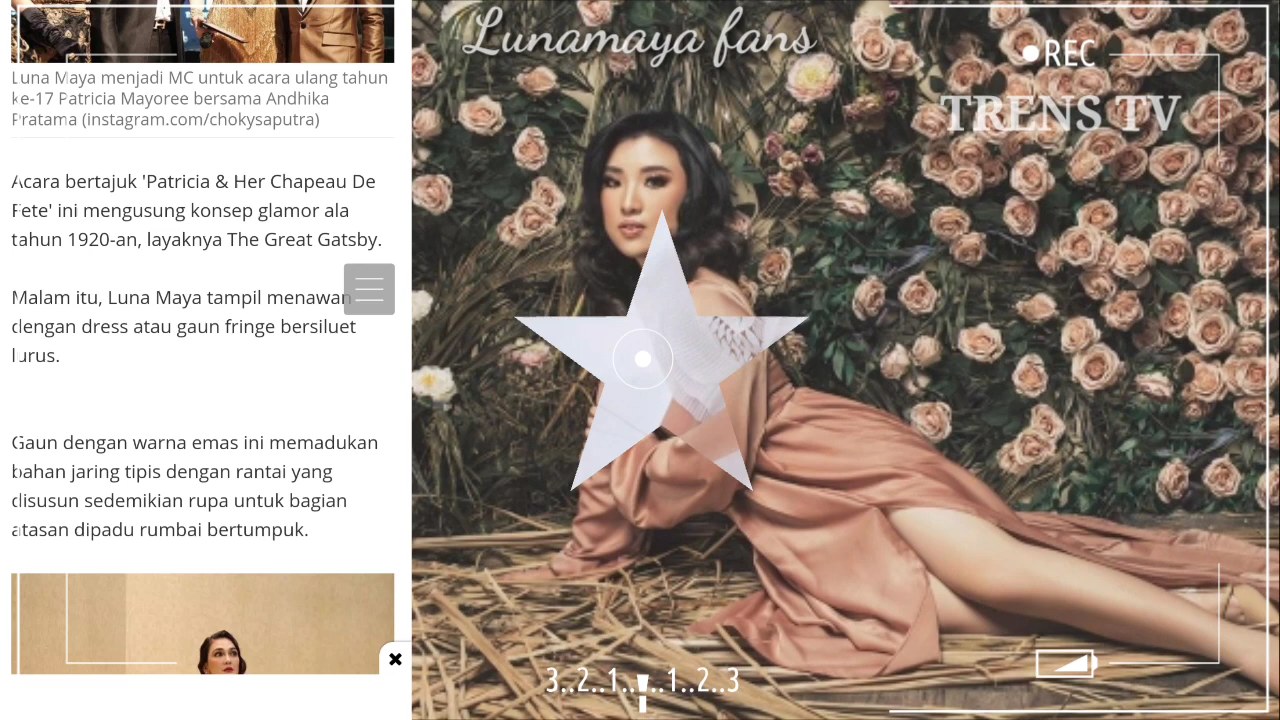 Luna Maya menjadi MC untuk acara ulang tahun
ke-17 Patricia Mayoree bersama Andhika
Pratama (instagram.com/chokysaputra)
Acara bertajuk 'Patricia & Her Chapeau De
Fete' ini mengusung konsep glamor ala
tahun 1920-an, layaknya The Great Gatsby.
Malam itu, Luna Maya tampil menawan
dengan dress atau gaun fringe bersiluet
lurus.
Gaun dengan warna emas ini memadukan
bahan jaring tipis dengan rantai yang
disusun sedemikian rupa untuk bagian
atasan dipadu rumbai bertumpuk.
Lunamaya fans
REC
TRENS TV
3..2..1.. ..1..2..3